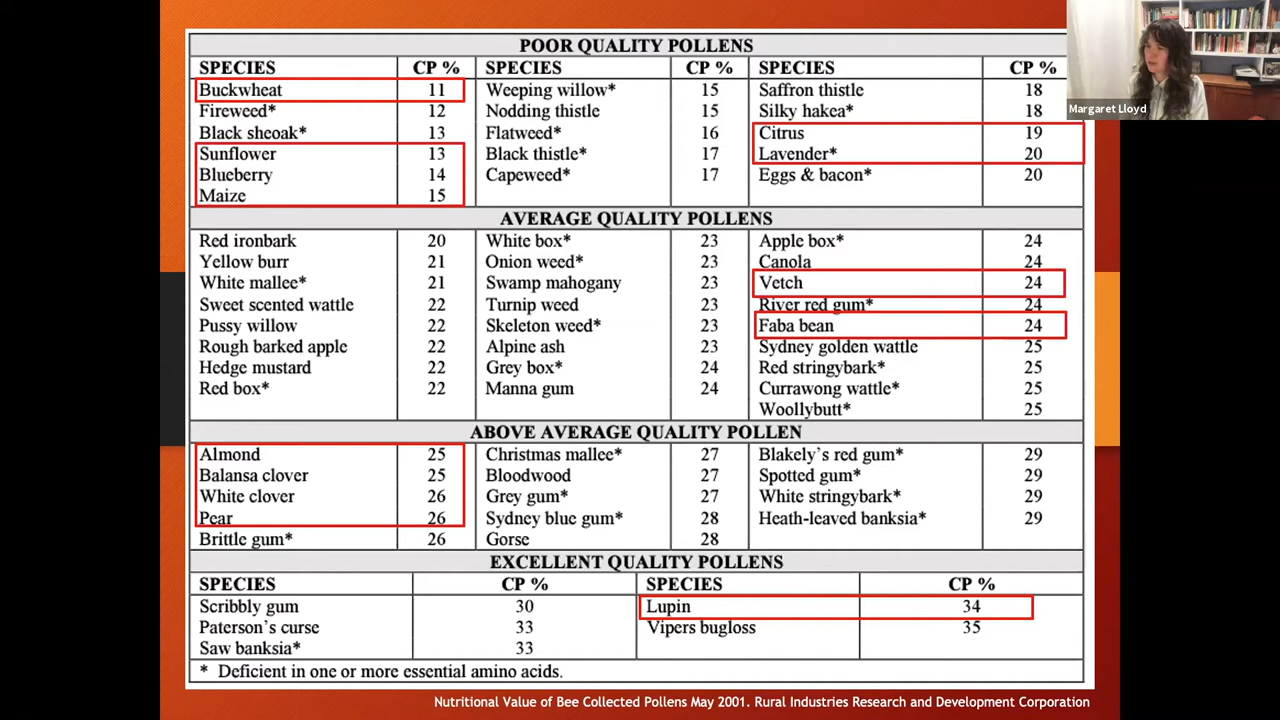 POOR QUALITY POLLENS
SPECIES CP % SPECIES CP % SPECIES CP %
Buckwheat 11 Weeping willow* 15 Saffron thistle 18
Fireweed* 12 Nodding thistle 15 Silky hakea* 18
Black sheoak* 13 Flatweed* 16 Citrus 19
Sunflower 13 Black thistle* 17 Lavender* 20
Blueberry 14 Capeweed* 17 Eggs & bacon* 20
Maize 15
AVERAGE QUALITY POLLENS
Red ironbark 20 White box* 23 Apple box* 24
Yellow burr 21 Onion weed* 23 Canola 24
White mallee* 21 Swamp mahogany 23 Vetch 24
Sweet scented wattle 22 Turnip weed 23 River red gum* 24
Pussy willow 22 Skeleton weed* 23 Faba bean 24
Rough barked apple 22 Alpine ash 23 Sydney golden wattle 25
Hedge mustard 22 Grey box* 24 Red stringybark* 25
Red box* 22 Manna gum 24 Currawong wattle* 25
Woollybutt* 25
ABOVE AVERAGE QUALITY POLLEN
Almond 25 Christmas mallee* 27 Blakely's red gum* 29
Balansa clover 25 Bloodwood 27 Spotted gum* 29
White clover 26 Grey gum* 27 White stringybark* 29
Pear 26 Sydney blue gum* 28 Heath-leaved banksia* 29
Brittle gum* 26 Gorse 28
EXCELLENT QUALITY POLLENS
SPECIES CP % SPECIES CP %
Scribbly gum 30 Lupin 34
Paterson's curse 33 Vipers bugloss 35
Saw banksia* 33
* Deficient in one or more essential amino acids.
Nutritional Value of Bee Collected Pollens May 2001. Rural Industries Research and Development Corporation
Margaret Lloyd